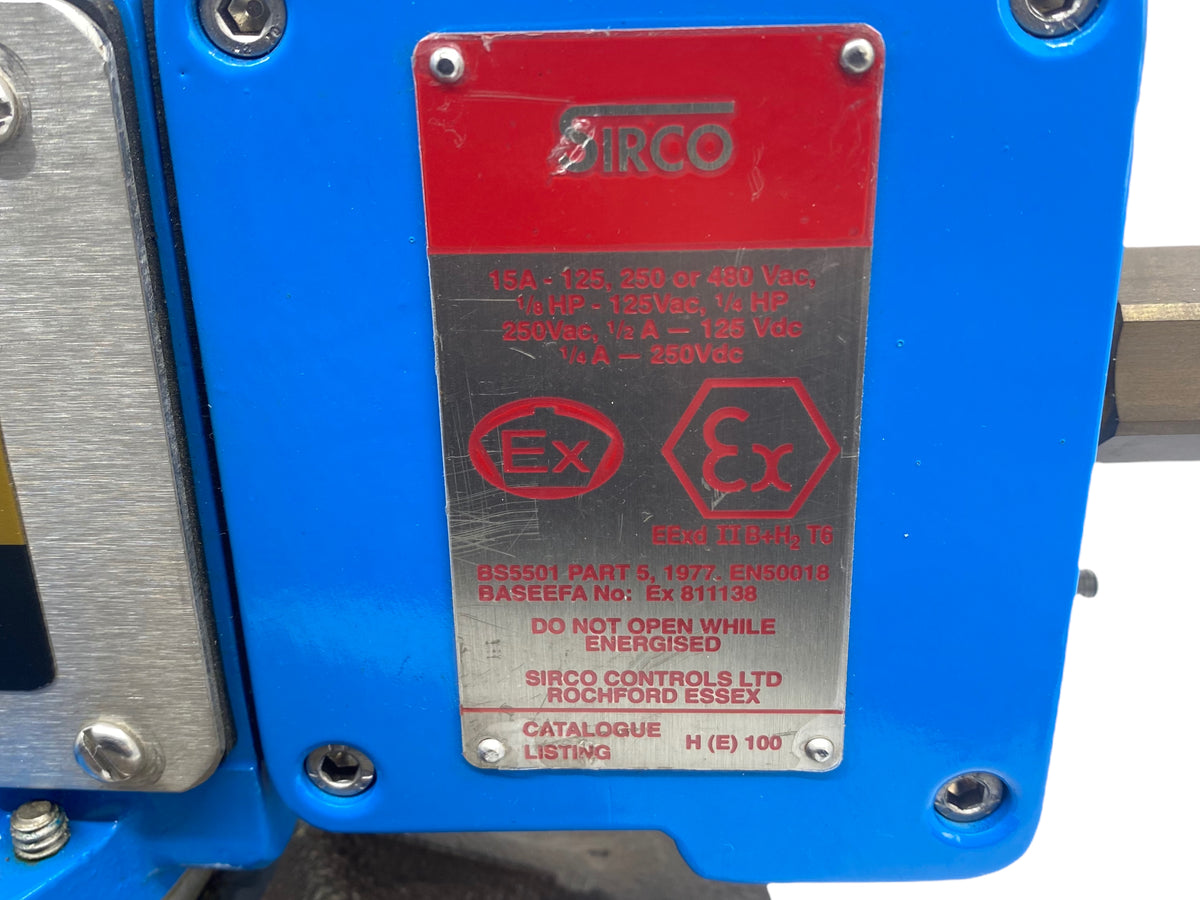 SIRCO
15A - 125, 250 or 480 Vac,
1/8 HP - 125Vac, 1/4 HP
250Vac, 1/2 A — 125 Vdc
1/4 A — 250Vdc
Ex
Ex
EExd II B+H₂ T6
BS5501 PART 5, 1977. EN50018
BASEEFA No: Ex 811138
DO NOT OPEN WHILE
ENERGISED
SIRCO CONTROLS LTD
ROCHFORD ESSEX
CATALOGUE
LISTING H (E) 100